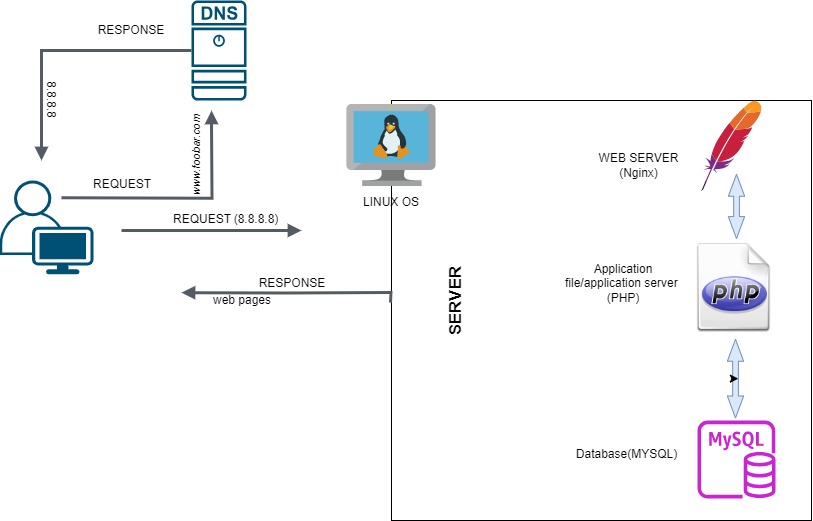 DNS
RESPONSE
8.8.8.8
www.foobar.com
REQUEST
REQUEST (8.8.8.8)
LINUX OS
RESPONSE
web pages
SERVER
WEB SERVER
(Nginx)
Application
file/application server
(PHP)
php
Database(MYSQL)
MySQL